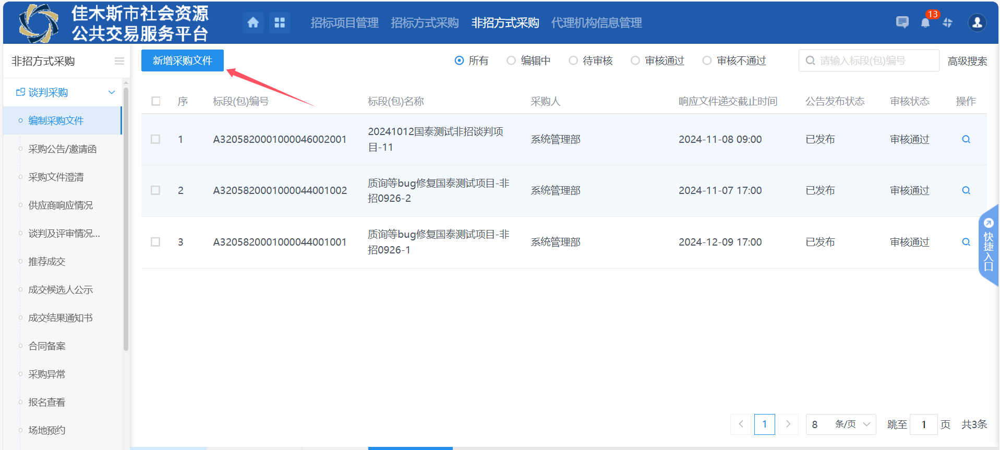 佳木斯市社会资源
公共交易服务平台
招标项目管理 招标方式采购 非招方式采购 代理机构信息管理
13
非招方式采购
新增采购文件
所有 编辑中 待审核 审核通过 审核不通过
请输入标段(包)编号
高级搜索
谈判采购
编制采购文件
采购公告/邀请函
采购文件澄清
供应商响应情况
谈判及评审情况...
推荐成交
成交候选人公示
成交结果通知书
合同备案
采购异常
报名查看
场地预约
序 标段(包)编号 标段(包)名称 采购人 响应文件递交截止时间 公告发布状态 审核状态 操作
1 A3205820001000046002001 20241012国泰测试非招谈判项
目-11 系统管理部 2024-11-08 09:00 已发布 审核通过
2 A3205820001000044001002 质询等bug修复国泰测试项目-非
招0926-2 系统管理部 2024-11-07 17:00 已发布 审核通过
3 A3205820001000044001001 质询等bug修复国泰测试项目-非
招0926-1 系统管理部 2024-12-09 17:00 已发布 审核通过
快捷入口
1 8 条/页 跳至 1 页 共3条